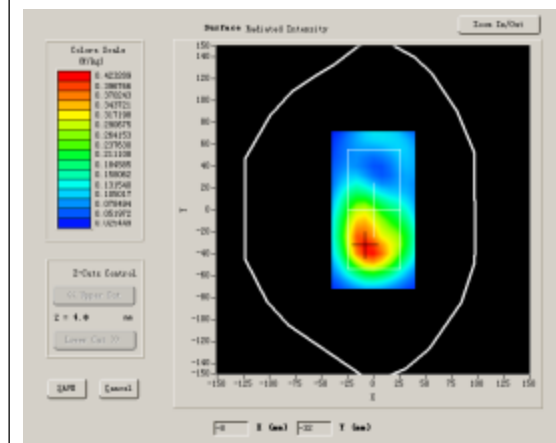 Surface Radiated Intensity
Zoom In/Out
Colors Scale
(W/kg)
0.423299
0.396766
0.370243
0.343721
0.317198
0.290675
0.264153
0.237630
0.211108
0.184585
0.158062
0.131540
0.105017
0.078494
0.051972
0.025449
Z-Cuts Control
Upper Cut
Z = 4.0 mm
Lower Cut
SAVE
Cancel
150
140
120
100
80
60
40
20
0
-20
-40
-60
-80
-100
-120
-140
-150
Y
-150 -125 -100 -75 -50 -25 0 25 50 75 100 125 150
X
-8 X (mm) -32 Y (mm)